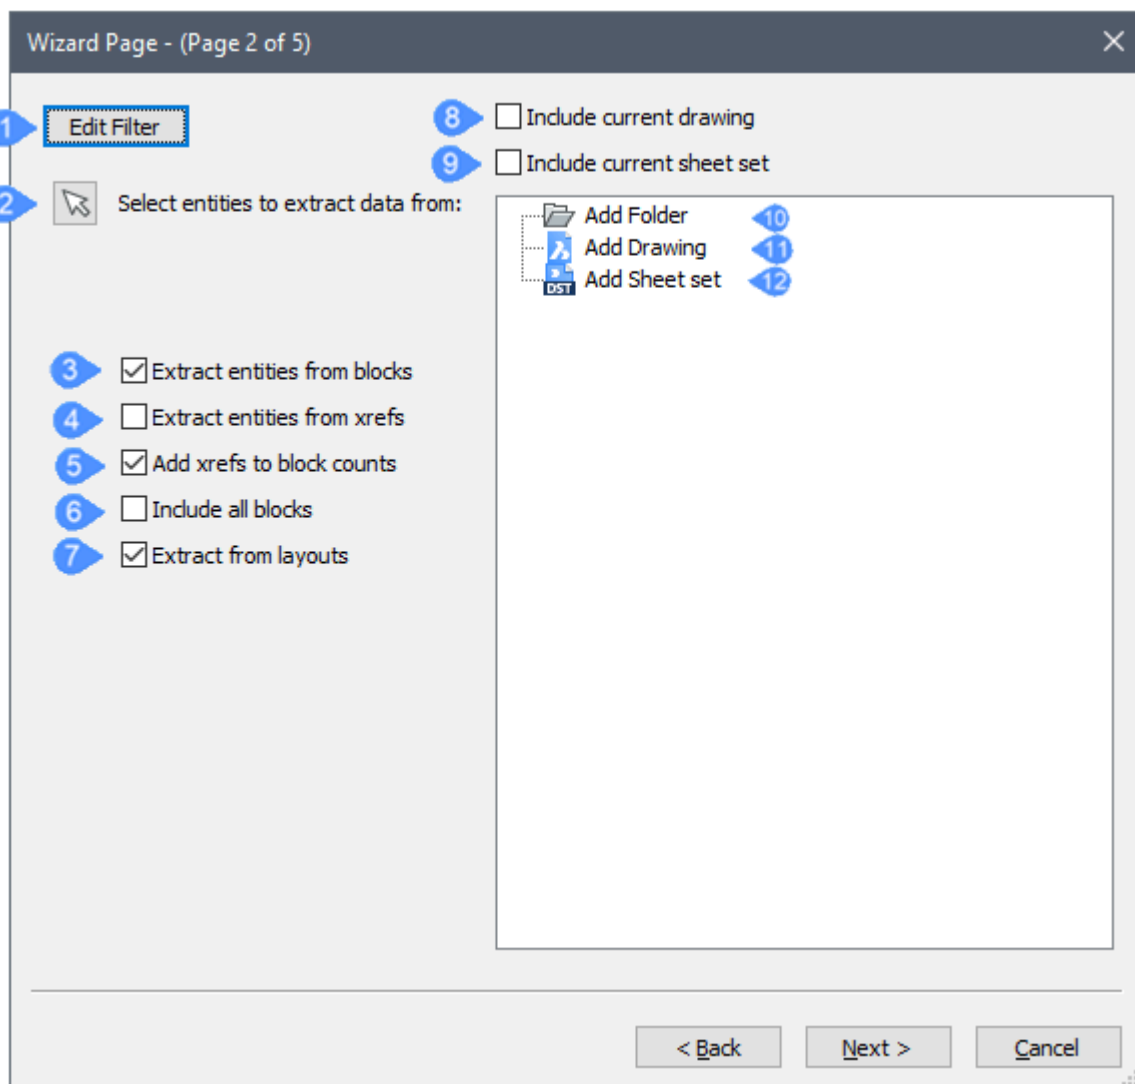 Wizard Page - (Page 2 of 5)
1 Edit Filter
2 Select entities to extract data from:
3 Extract entities from blocks
4 Extract entities from xrefs
5 Add xrefs to block counts
6 Include all blocks
7 Extract from layouts
8 Include current drawing
9 Include current sheet set
Add Folder 10
Add Drawing 11
DST Add Sheet set 12
< Back
Next >
Cancel